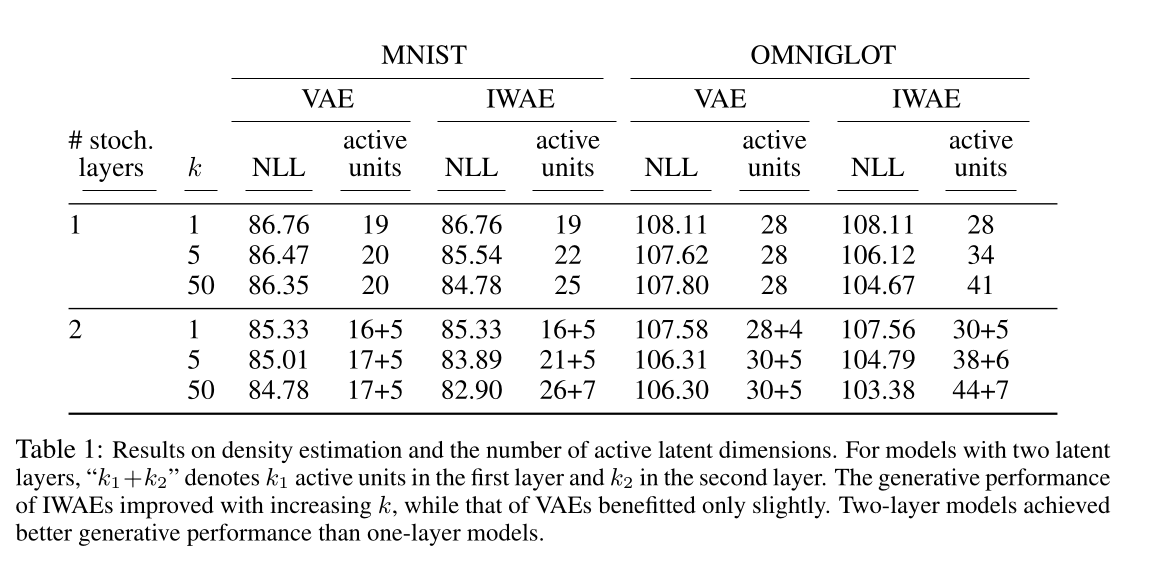 MNIST OMNIGLOT
VAE IWAE VAE IWAE
# stoch. active active active active
layers k NLL units NLL units NLL units NLL units
1 1 86.76 19 86.76 19 108.11 28 108.11 28
5 86.47 20 85.54 22 107.62 28 106.12 34
50 86.35 20 84.78 25 107.80 28 104.67 41
2 1 85.33 16+5 85.33 16+5 107.58 28+4 107.56 30+5
5 85.01 17+5 83.89 21+5 106.31 30+5 104.79 38+6
50 84.78 17+5 82.90 26+7 106.30 30+5 103.38 44+7
Table 1: Results on density estimation and the number of active latent dimensions. For models with two latent
layers, “k₁+k₂” denotes k₁ active units in the first layer and k₂ in the second layer. The generative performance
of IWAEs improved with increasing k, while that of VAEs benefitted only slightly. Two-layer models achieved
better generative performance than one-layer models.